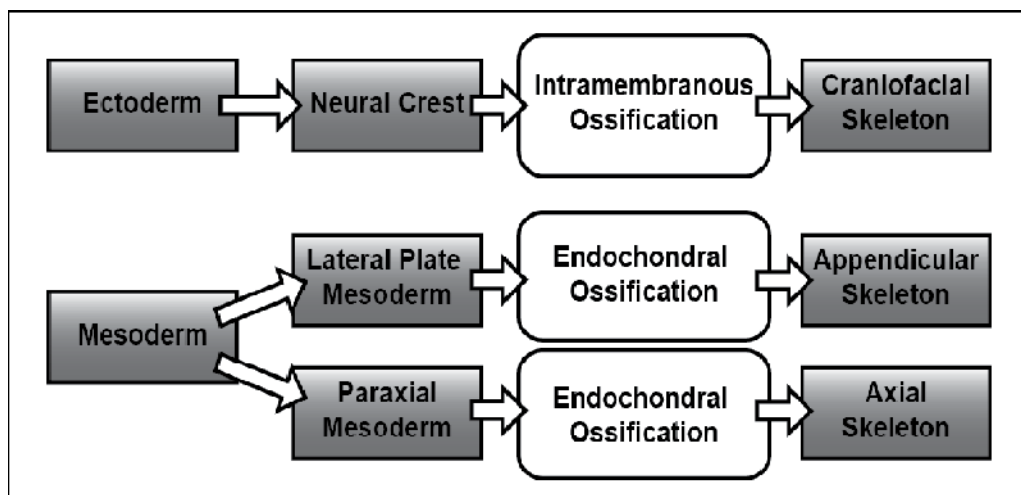 Ectoderm
Neural Crest
Intramembranous
Ossification
Craniofacial
Skeleton
Mesoderm
Lateral Plate
Mesoderm
Endochondral
Ossification
Appendicular
Skeleton
Paraxial
Mesoderm
Endochondral
Ossification
Axial
Skeleton